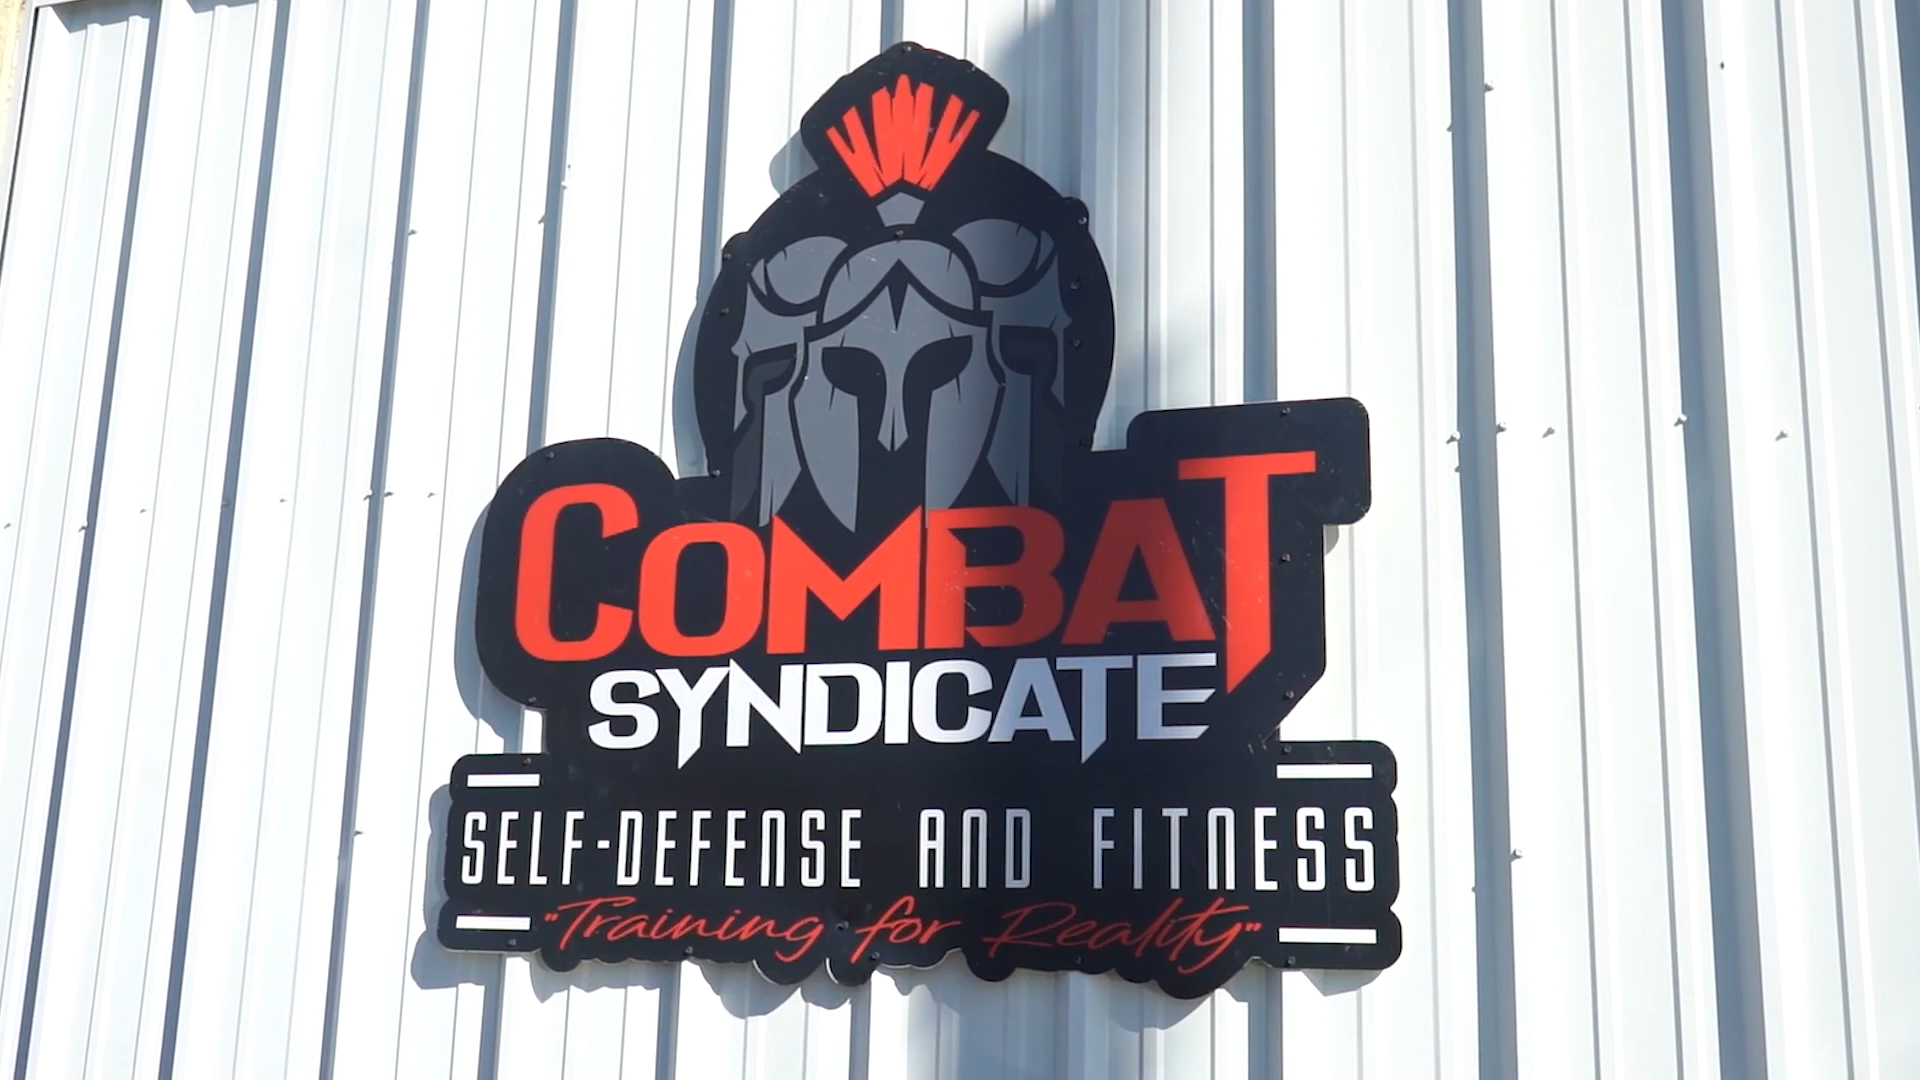 COMBAT
SYNDICATE
SELF-DEFENSE AND FITNESS
"Training for Reality"